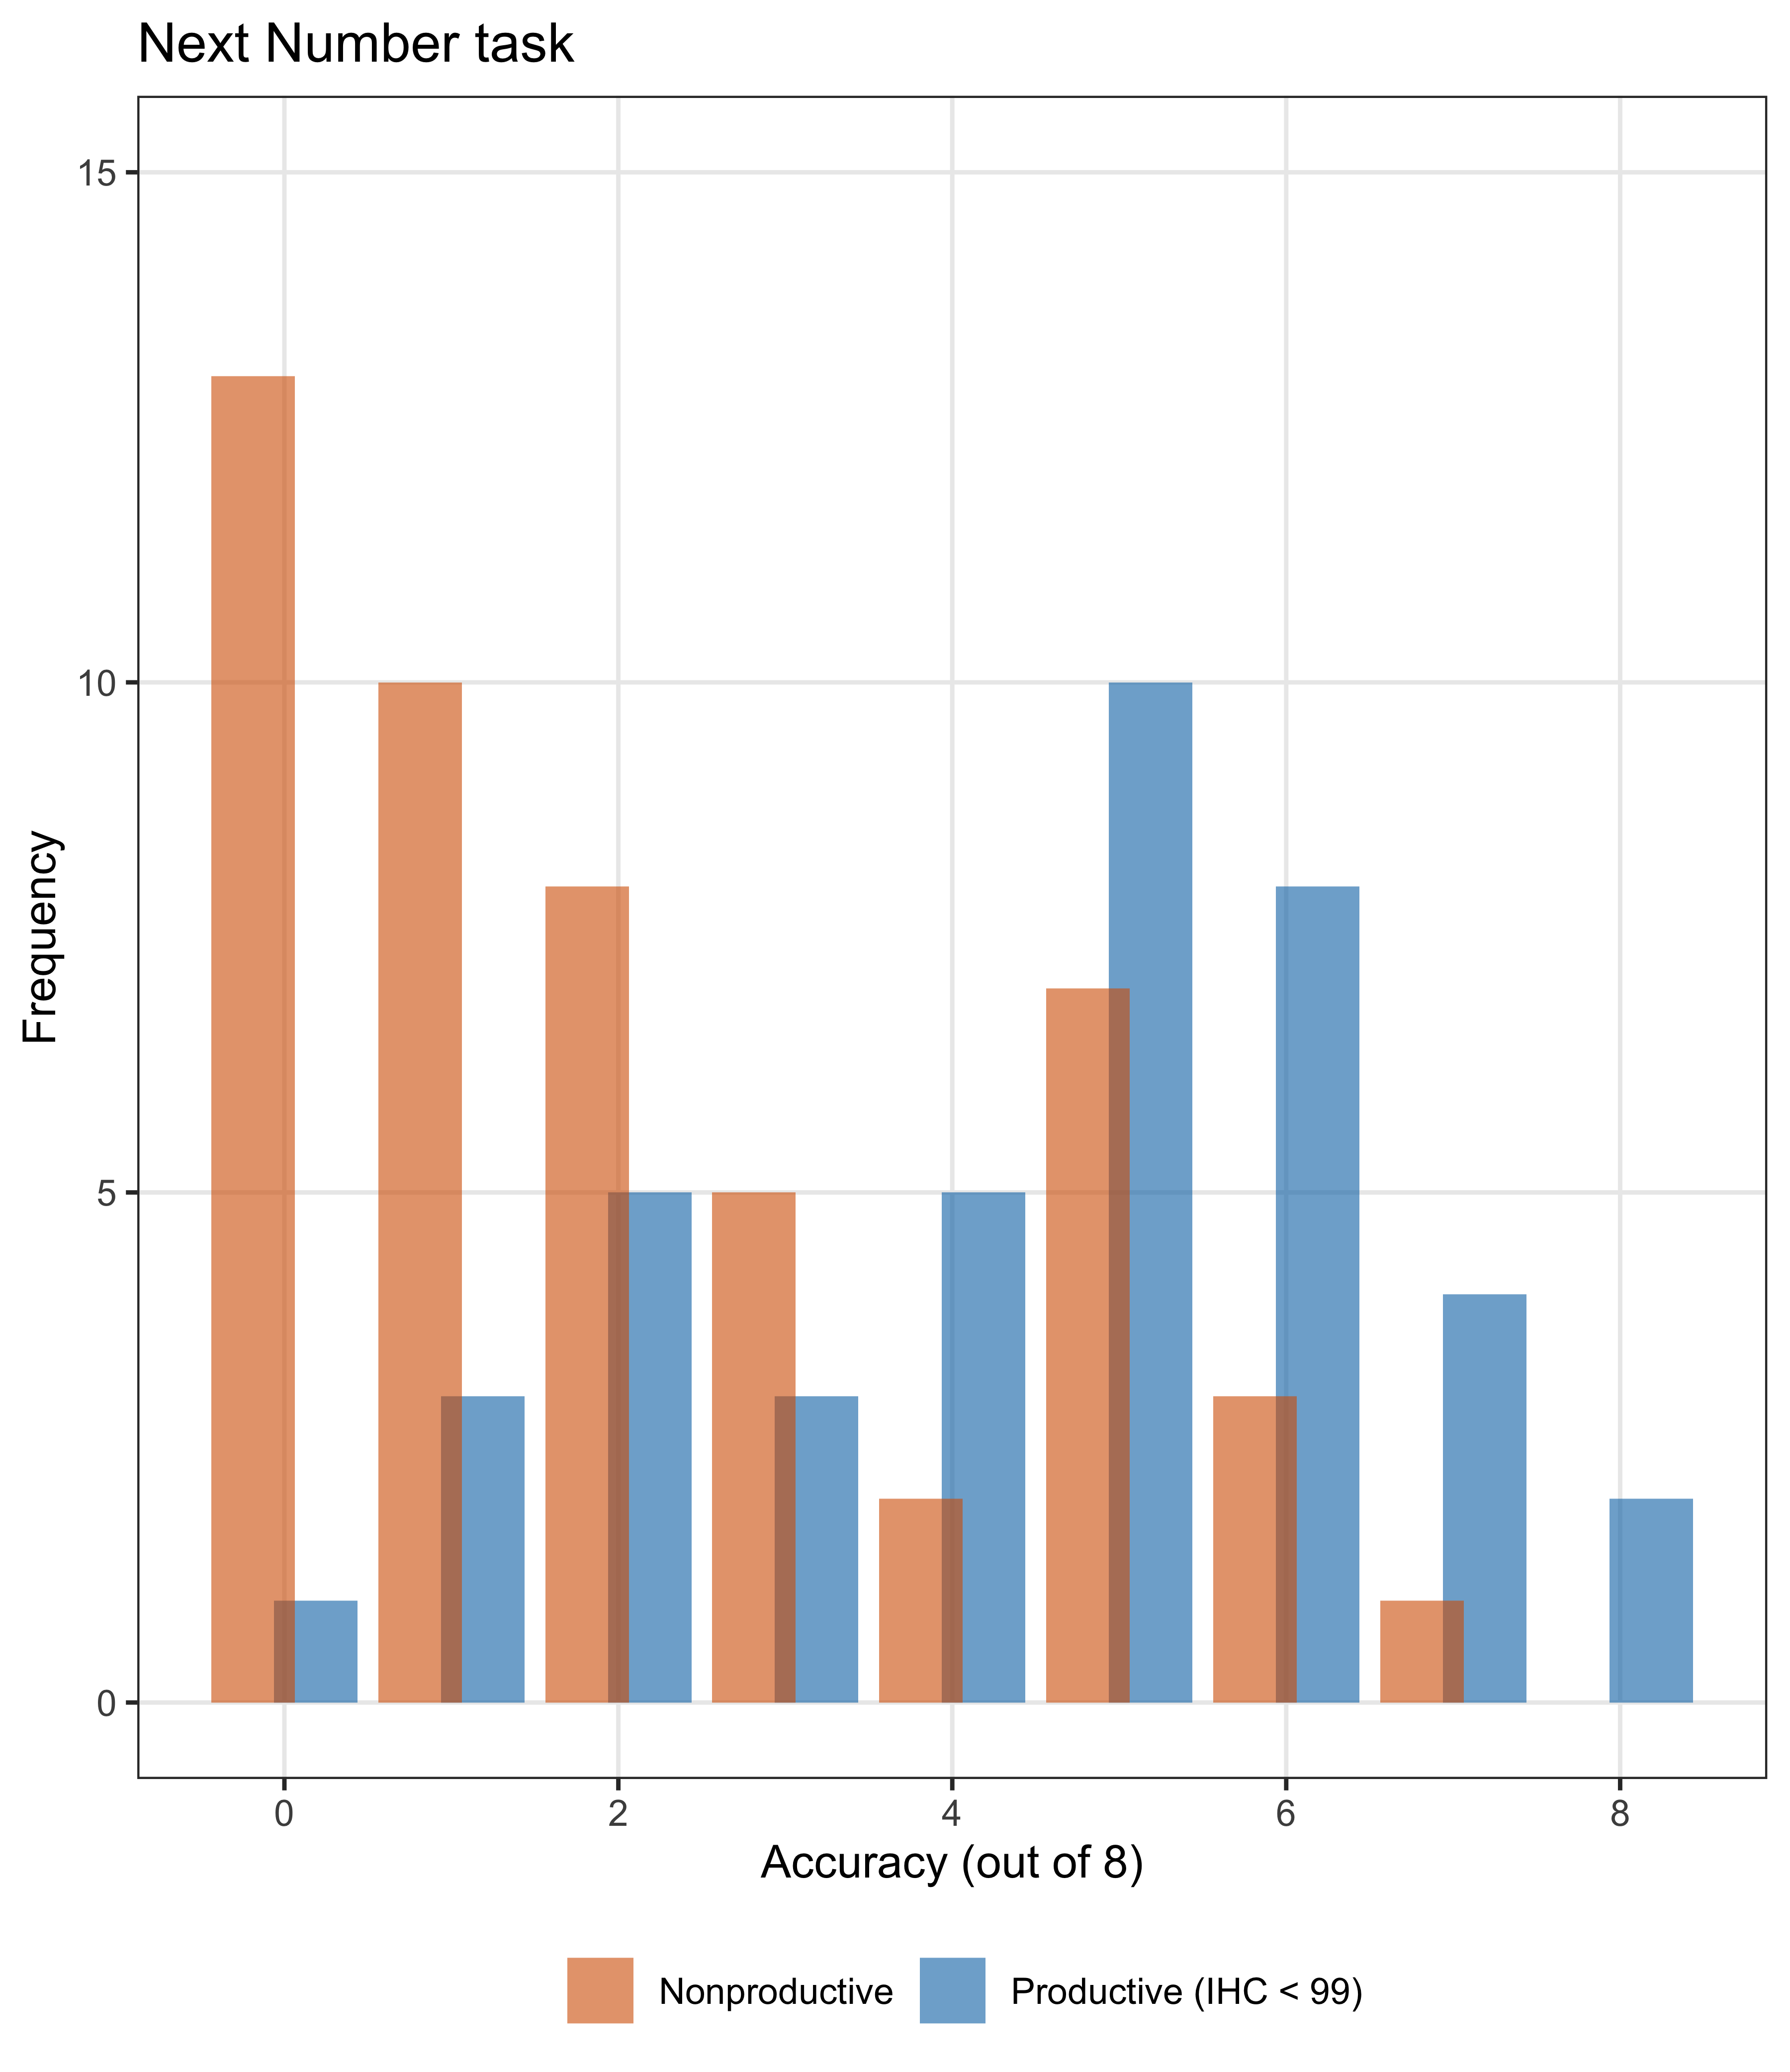 Next Number task
15
10
5
0
Frequency
0 2 4 6 8
Accuracy (out of 8)
Nonproductive Productive (IHC < 99)